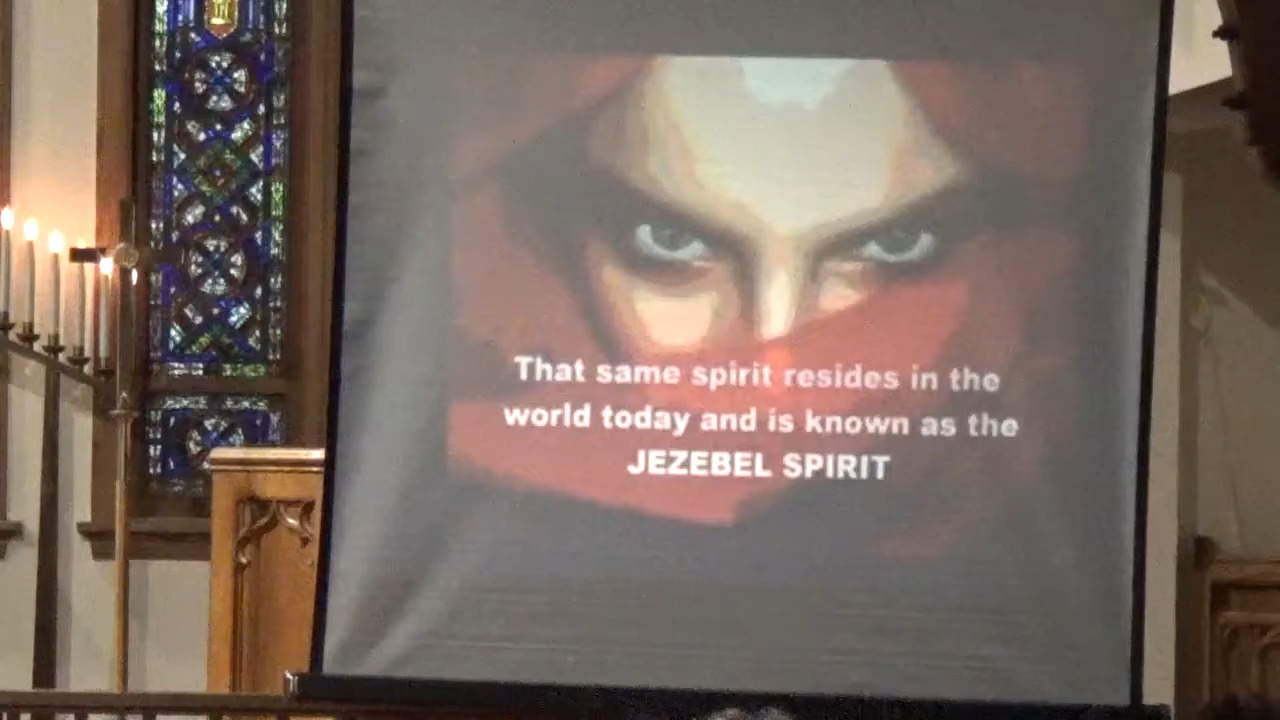 That same spirit resides in the
world today and is known as the
JEZEBEL SPIRIT